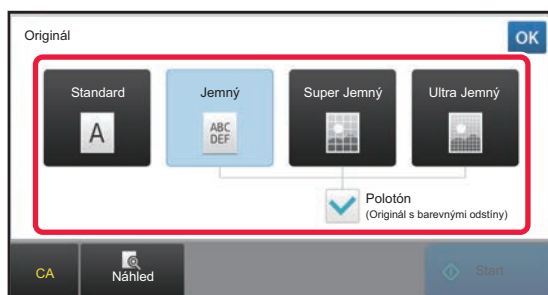 Originál
OK
Standard
Jemný
Super Jemný
Ultra Jemný
A
ABC
DEF
Polotón
(Originál s barevnými odstíny)
CA
Náhled
Start